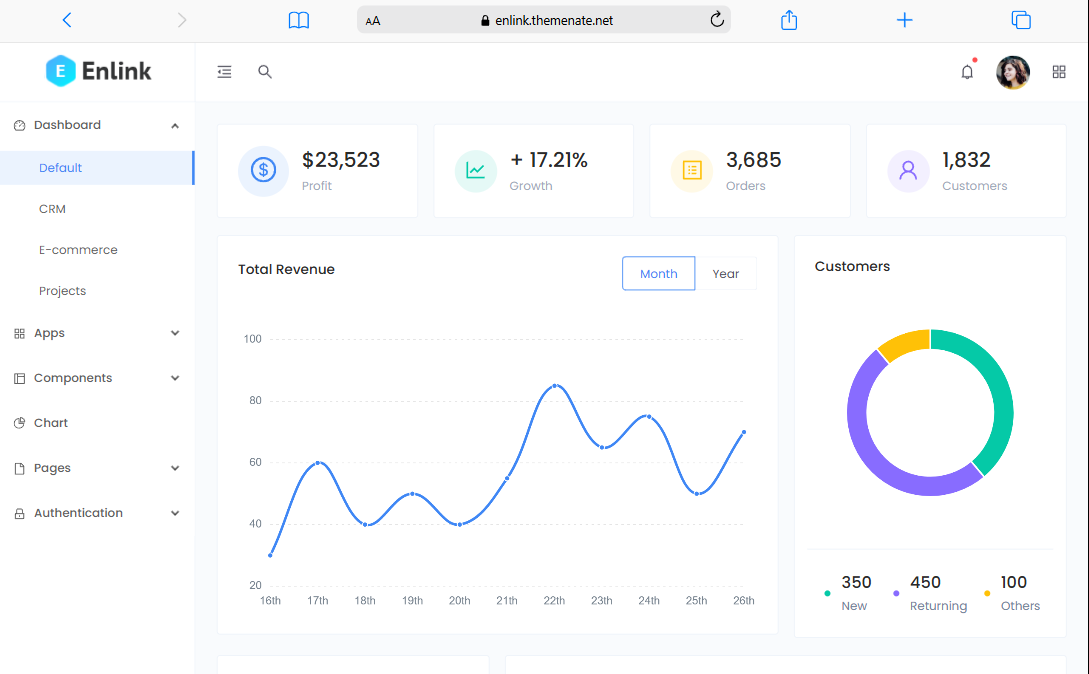 AA
enlink.themenate.net
E Enlink
Dashboard
Default
CRM
E-commerce
Projects
Apps
Components
Chart
Pages
Authentication
$23,523
Profit
+ 17.21%
Growth
3,685
Orders
1,832
Customers
Total Revenue
Month Year
100
80
60
40
20
16th 17th 18th 19th 20th 21th 22th 23th 24th 25th 26th
Customers
350 450 100
New Returning Others